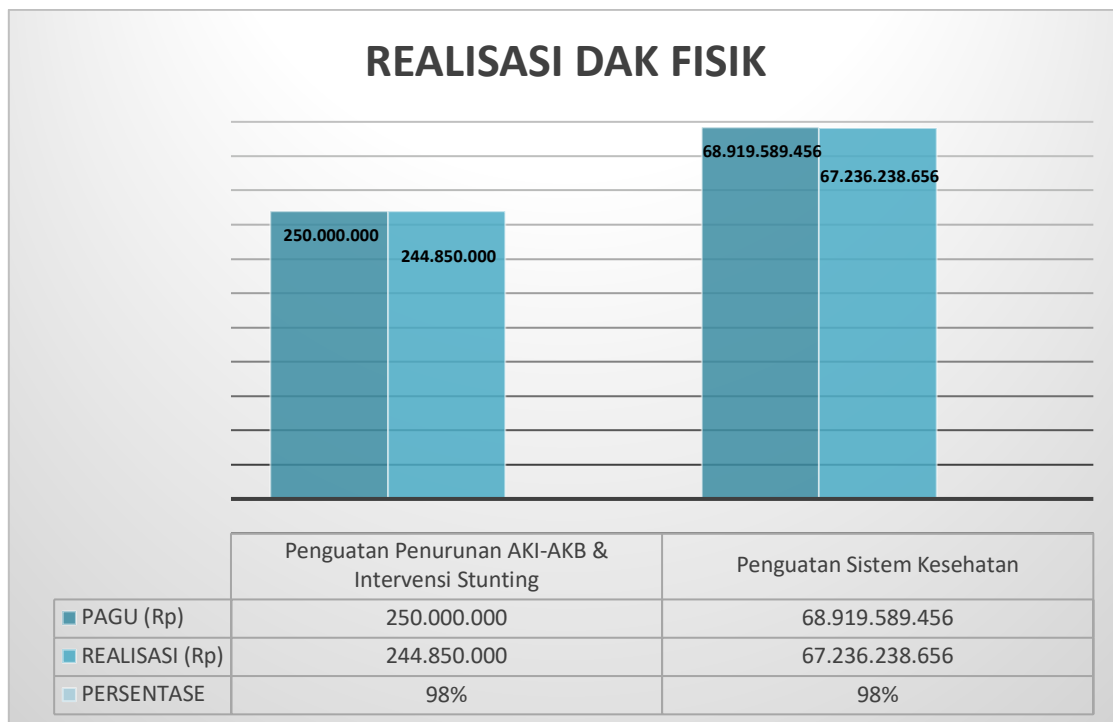 REALISASI DAK FISIK
68.919.589.456
67.236.238.656
250.000.000
244.850.000
Penguatan Penurunan AKI-AKB &
Intervensi Stunting
Penguatan Sistem Kesehatan
PAGU (Rp) 250.000.000 68.919.589.456
REALISASI (Rp) 244.850.000 67.236.238.656
PERSENTASE 98% 98%